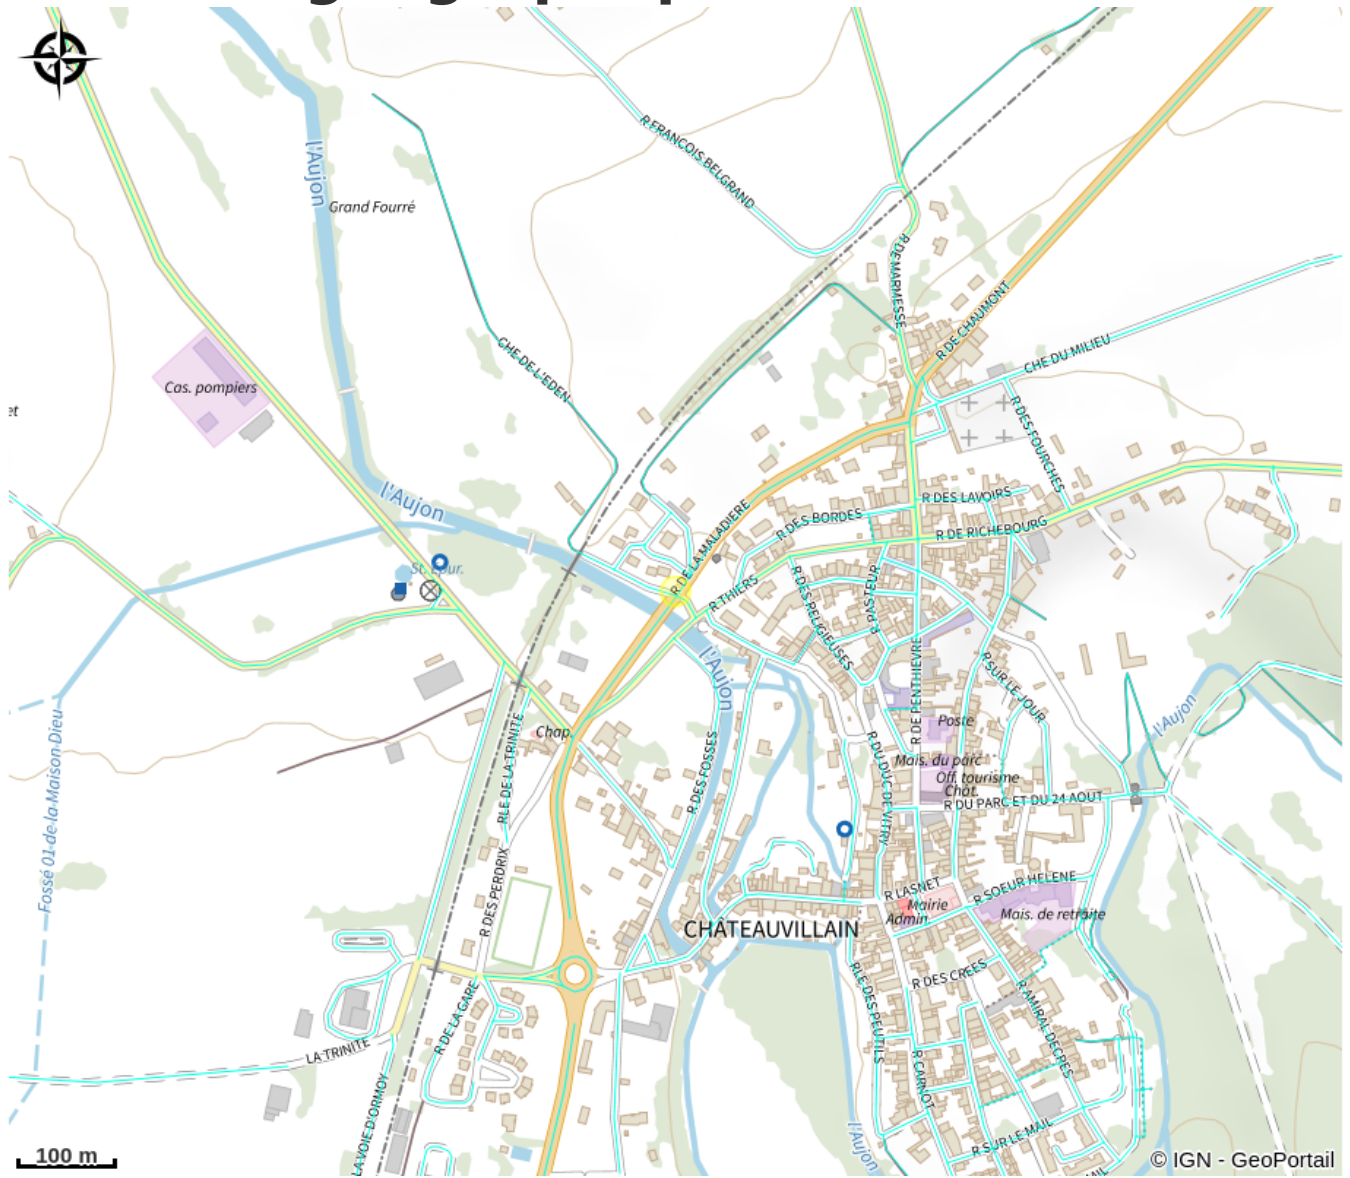 l'Aujon
R FRANCOIS BELGRAND
Grand Fourré
R DE MARMESSE
R DE CHAUMONT
CHE DU MILIEU
CHE DE L'EDEN
Cas. pompiers
et
R DES FOURCHES
l'Aujon
R DES LAVOIRS
R DE LA MALADIERE
R DES BORDES
R DE RICHEBOURG
R THIERS
R DES RELIGIEUSES
R PASTEUR
l'Aujon
R DE PENTHIEVRE
R SUR LE JOUR
l'Aujon
Fossé 01 de la Maison Dieu
Poste
Chap.
RLE DE LA TRINITE
R DES FOSSES
R DU DUC DE VITRY
Mais. du parc
Off. tourisme
Chât.
R DU PARC ET DU 24 AOUT
R DES PERDRIX
R LASNET
R SOEUR HELENE
Mairie
Admin.
Mais. de retraite
CHÂTEAUVILLAIN
R DES CREES
RLE DES PEUTILS
R AMIRAL DECRES
R DE LA GARE
LA TRINITE
R CARNOT
LA VOIE D'ORMOY
l'Aujon
R SUR LE MAIL
MAIL
100 m
© IGN - GeoPortail